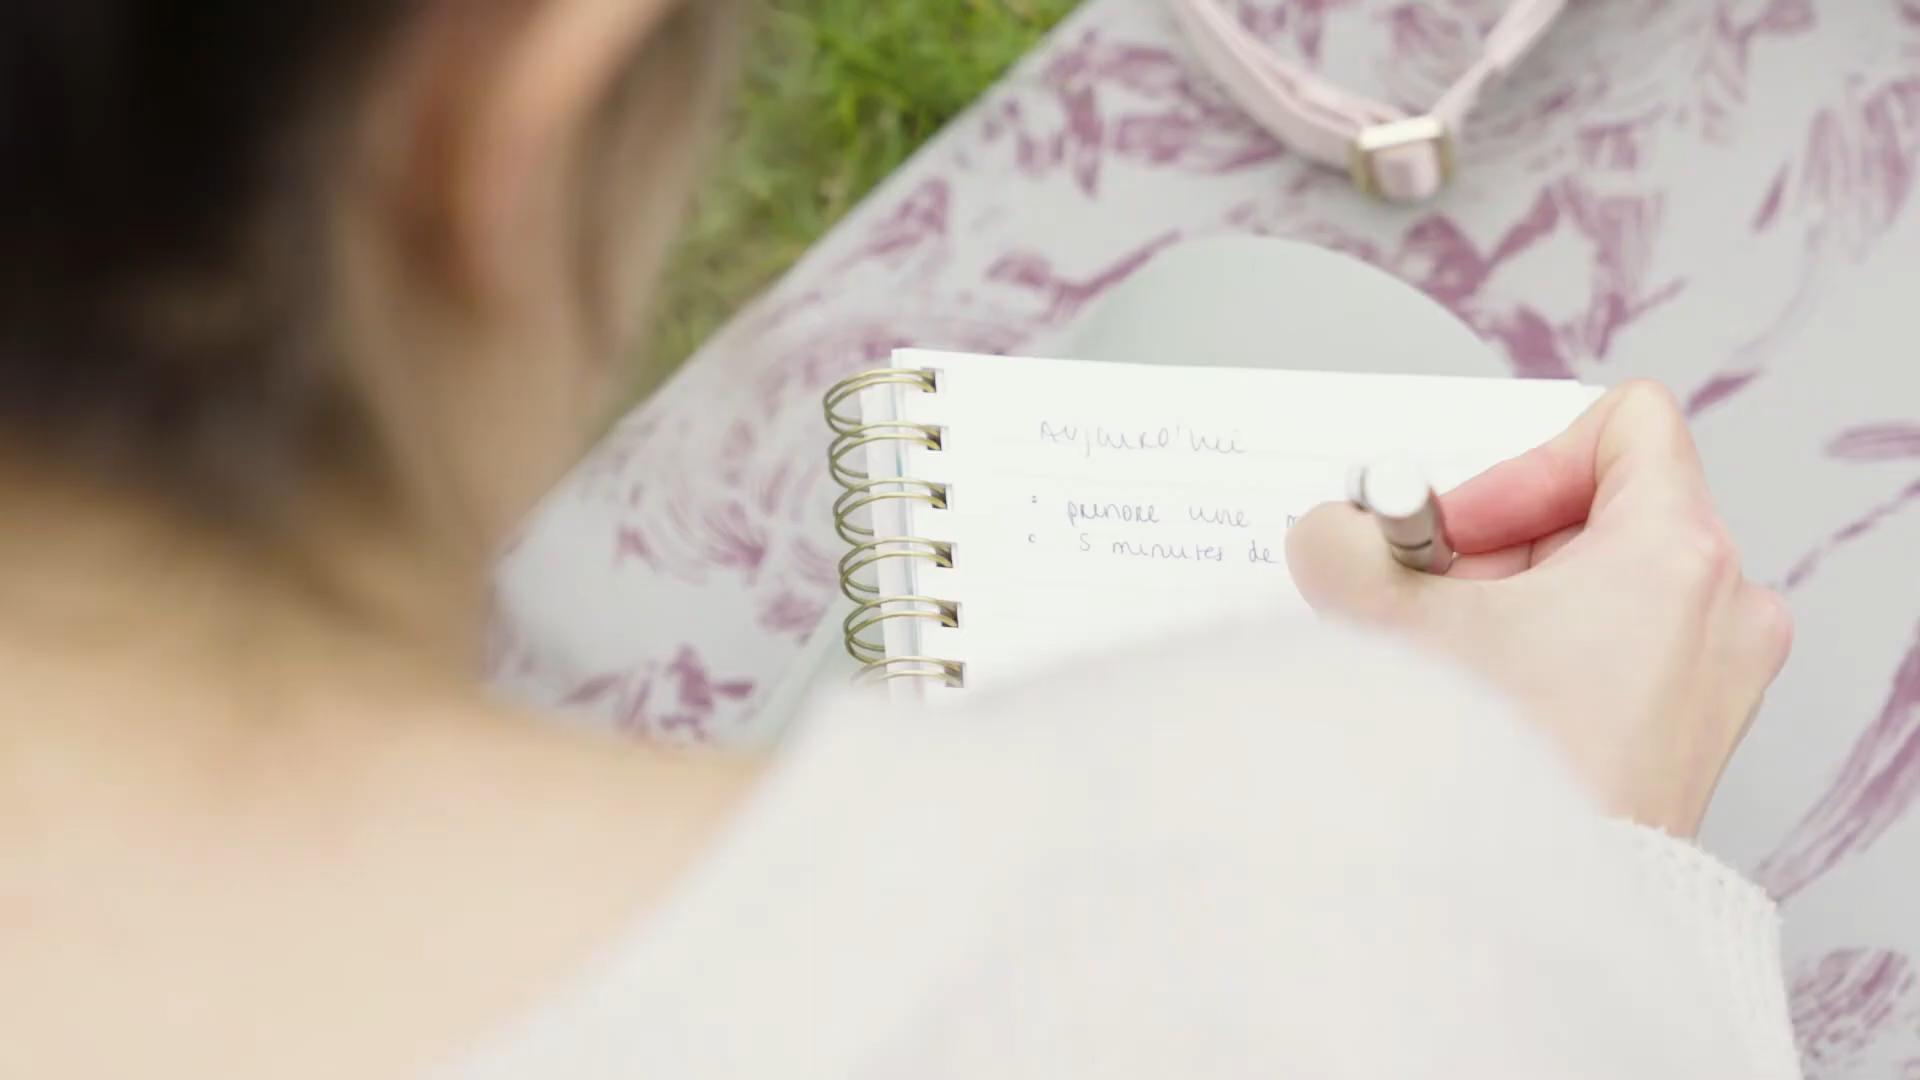 Aujourd'hui
• prendre une
• 5 minutes de